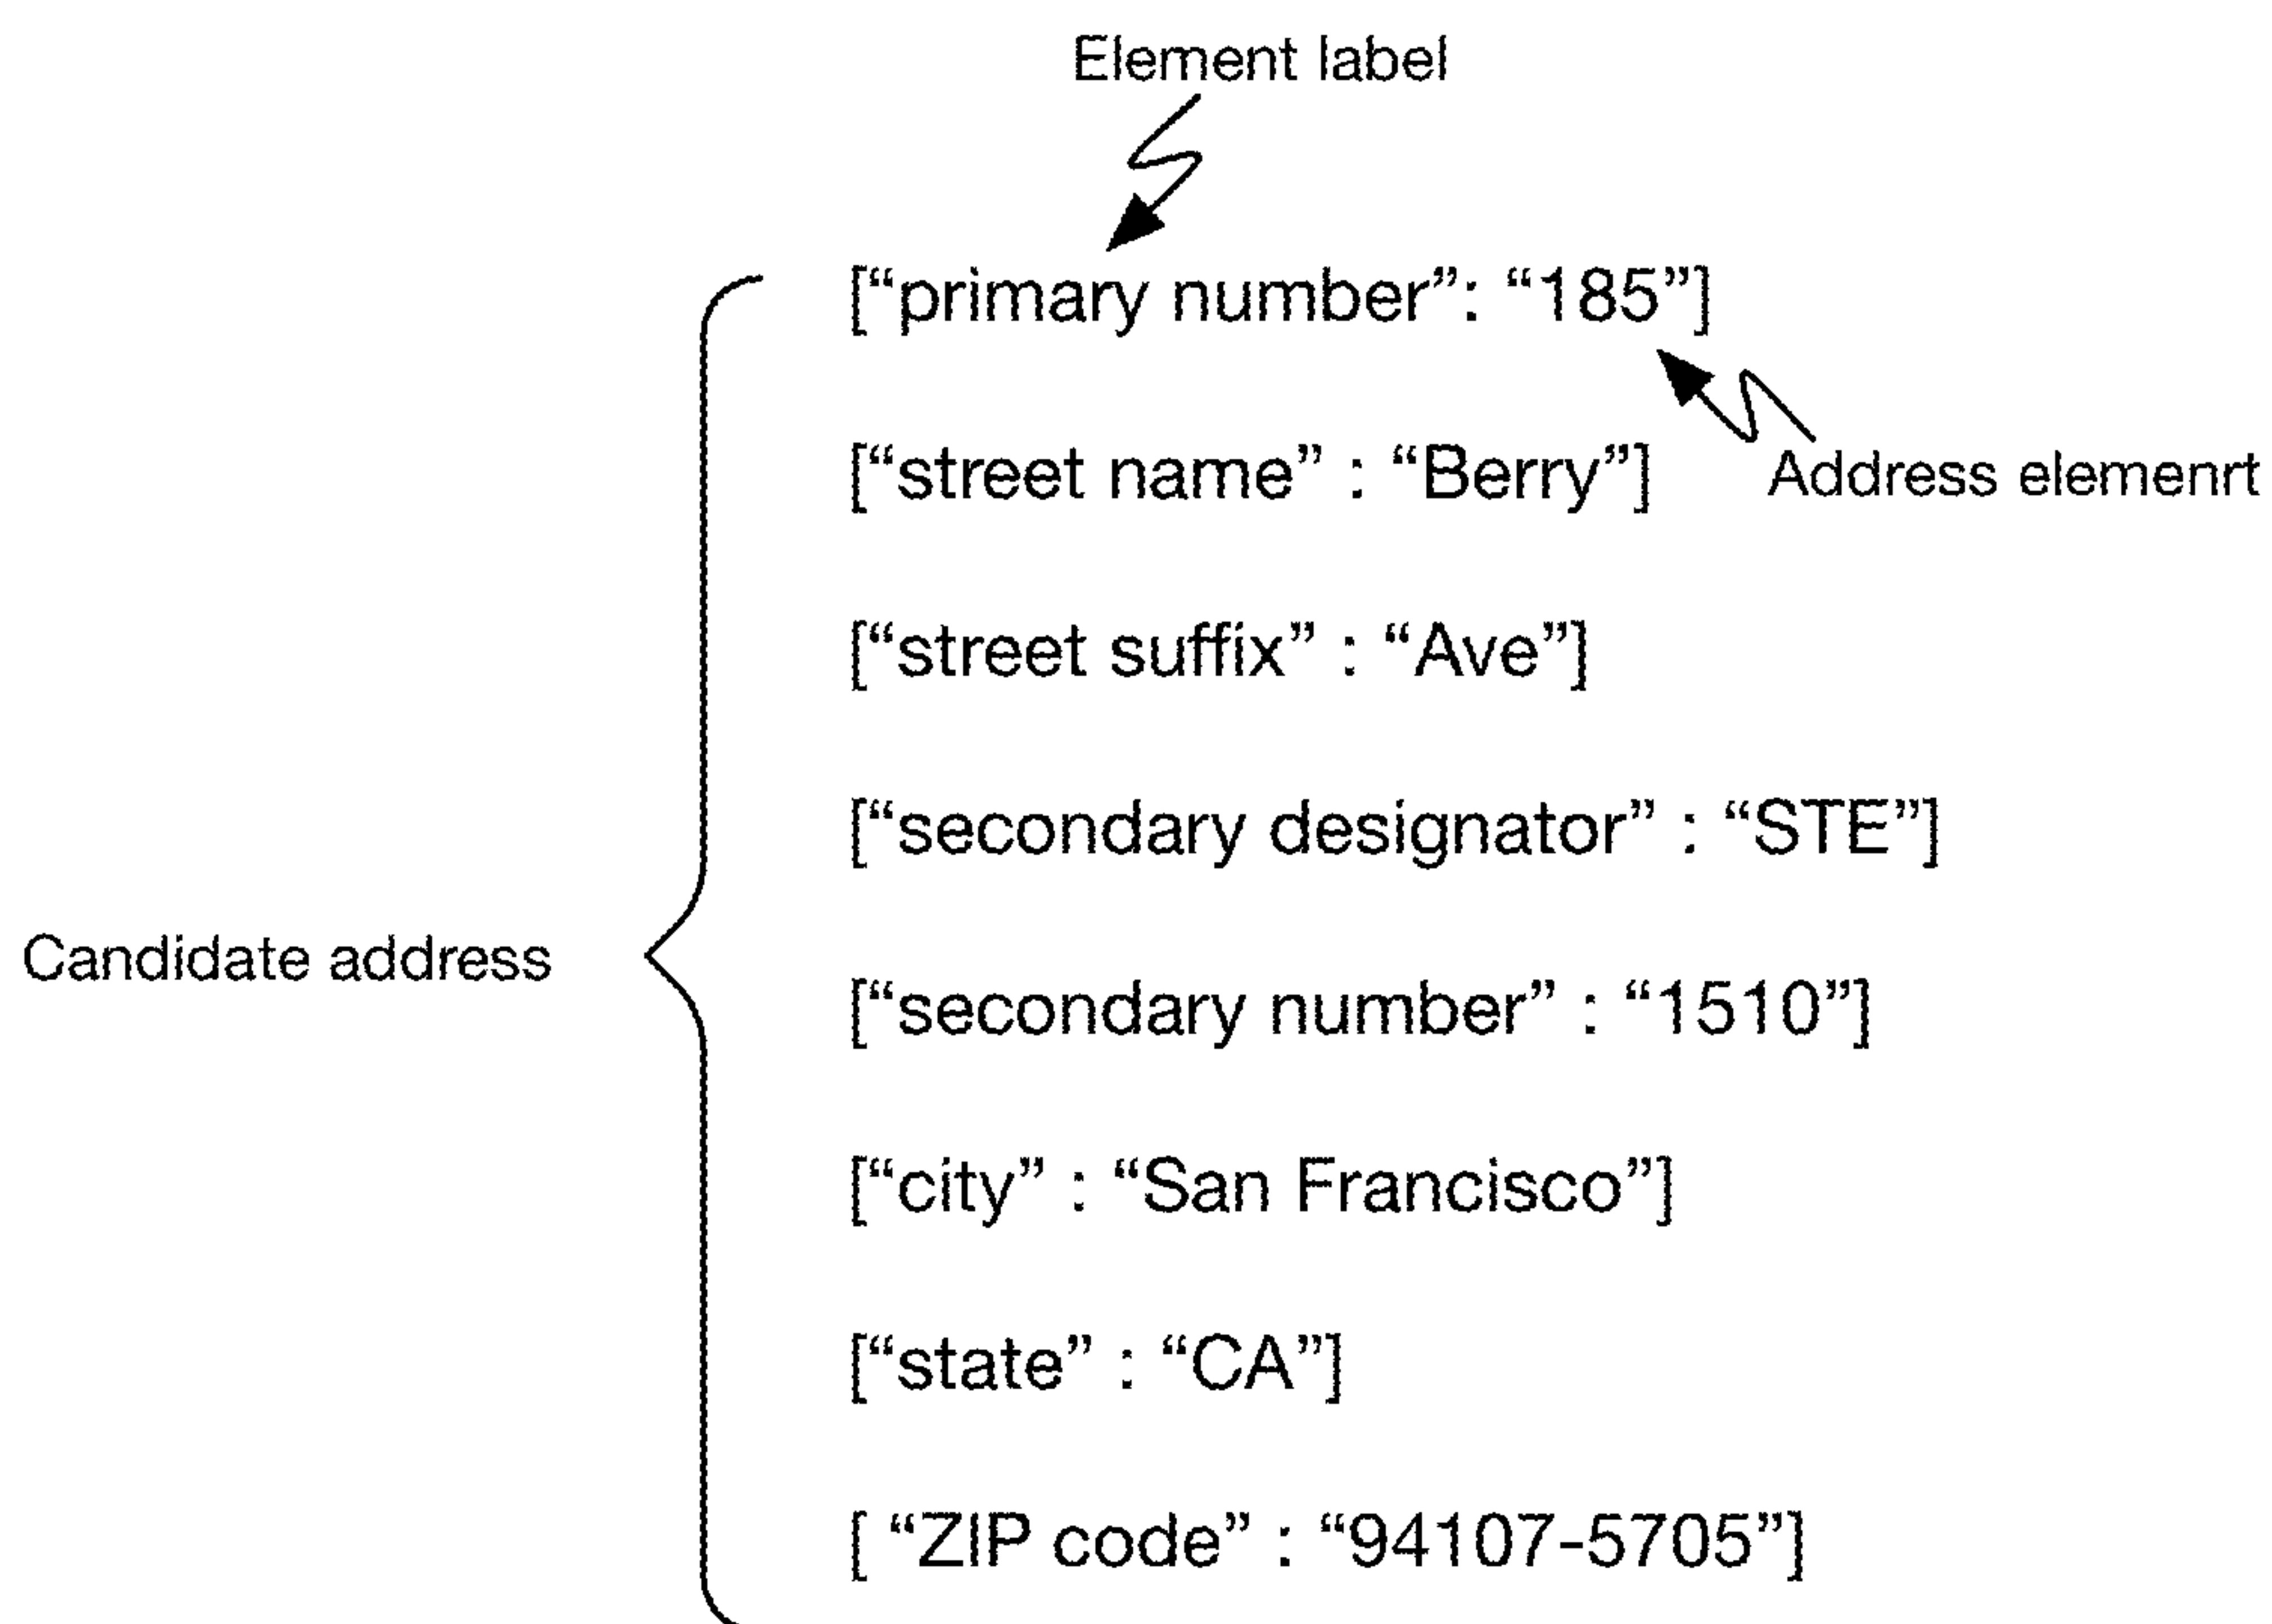 Element label
[“primary number”: “185”]
[“street name” : “Berry”]
Address elemenrt
[“street suffix” : “Ave”]
[“secondary designator” : “STE”]
Candidate address
[“secondary number” : “1510”]
[“city” : “San Francisco”]
[“state” : “CA”]
[ “ZIP code” : “94107-5705”]